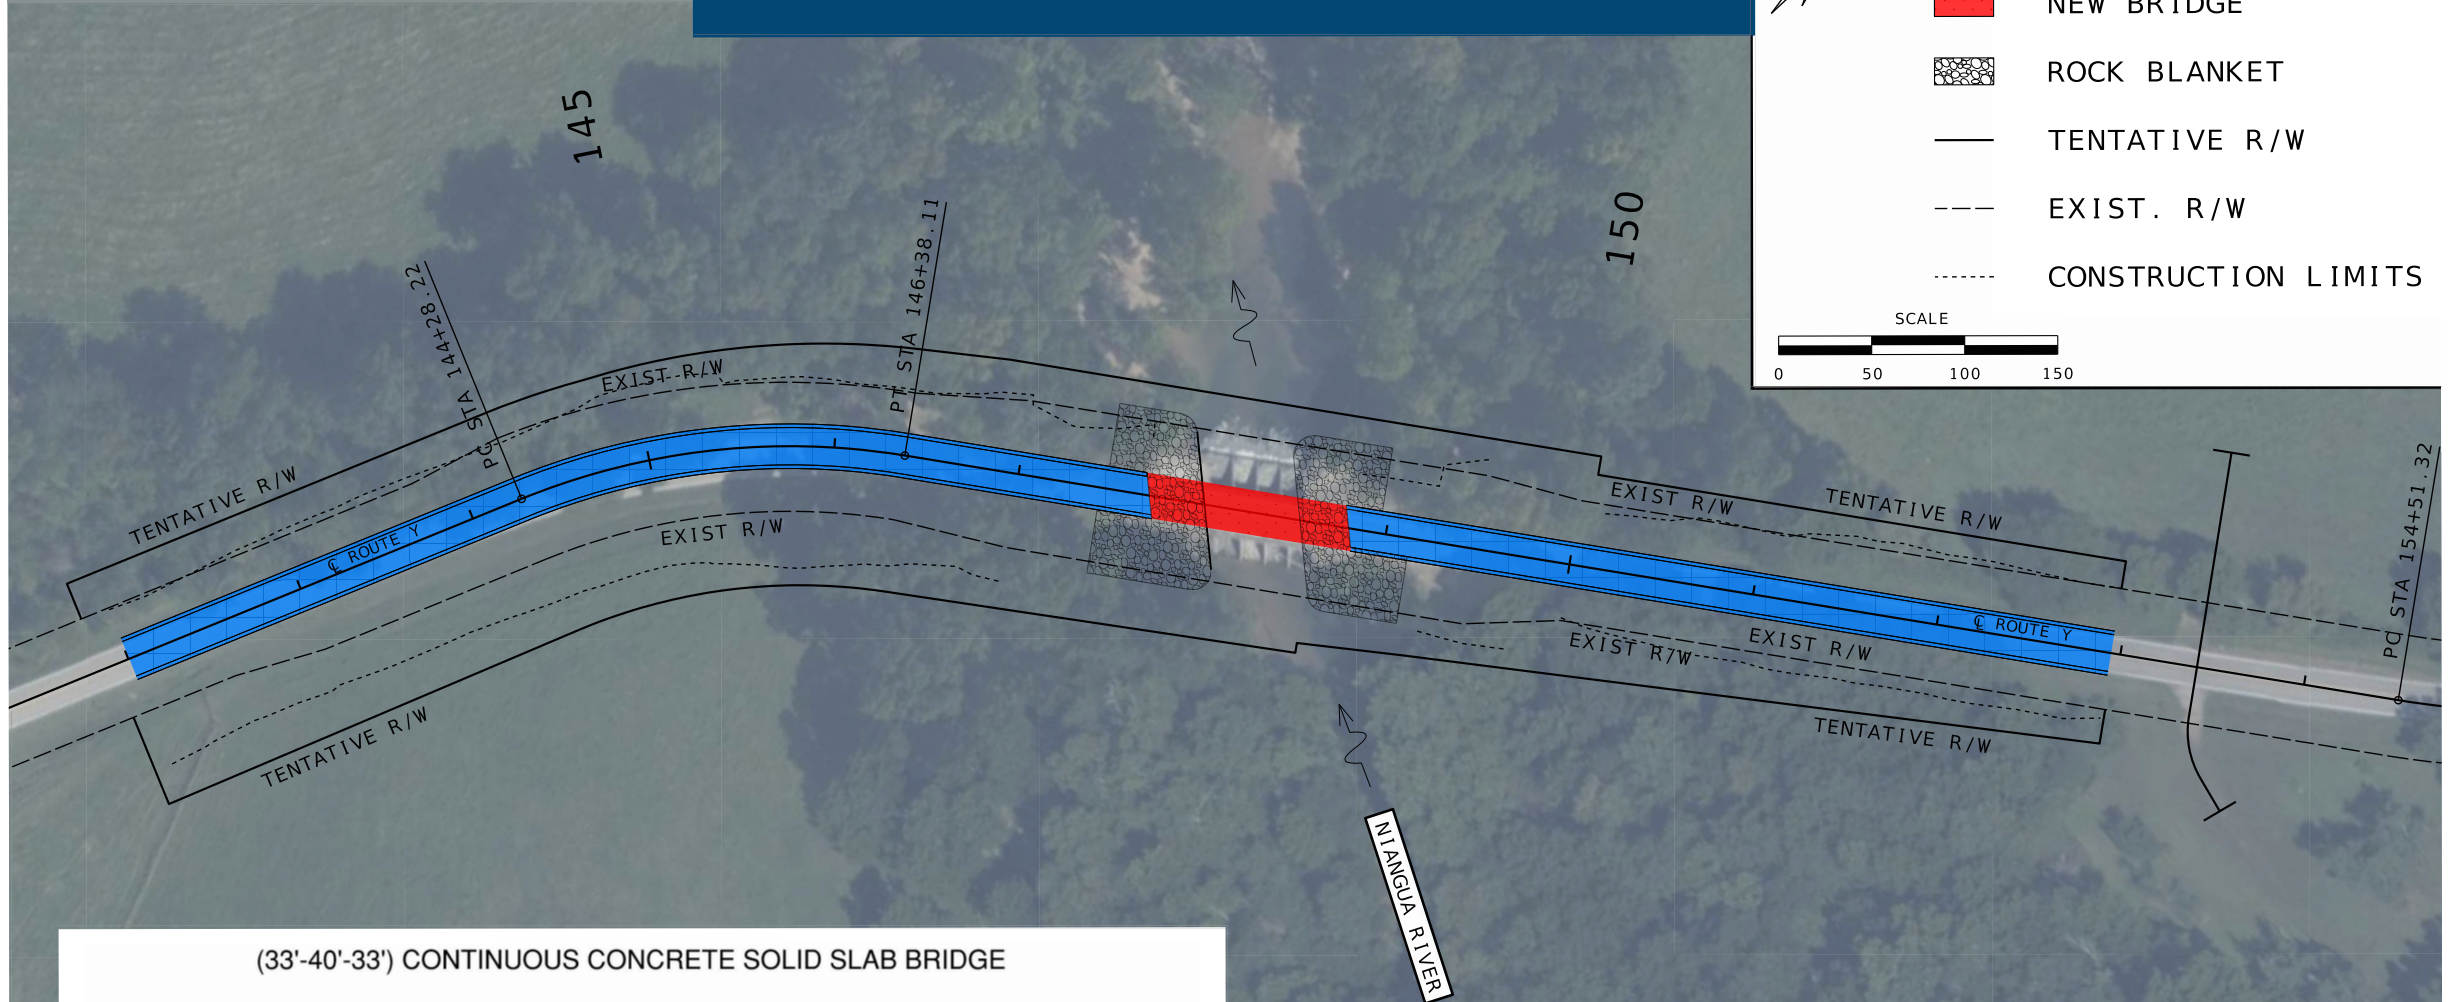 NEW BRIDGE
ROCK BLANKET
TENTATIVE R/W
EXIST. R/W
CONSTRUCTION LIMITS
SCALE
0 50 100 150
145
150
PC STA 144+28.22
PT STA 146+38.11
PC STA 154+51.32
EXIST R/W
TENTATIVE R/W
℄ ROUTE Y
EXIST R/W
TENTATIVE R/W
EXIST R/W
TENTATIVE R/W
℄ ROUTE Y
EXIST R/W
EXIST R/W
TENTATIVE R/W
NIANGUA RIVER
(33'-40'-33') CONTINUOUS CONCRETE SOLID SLAB BRIDGE